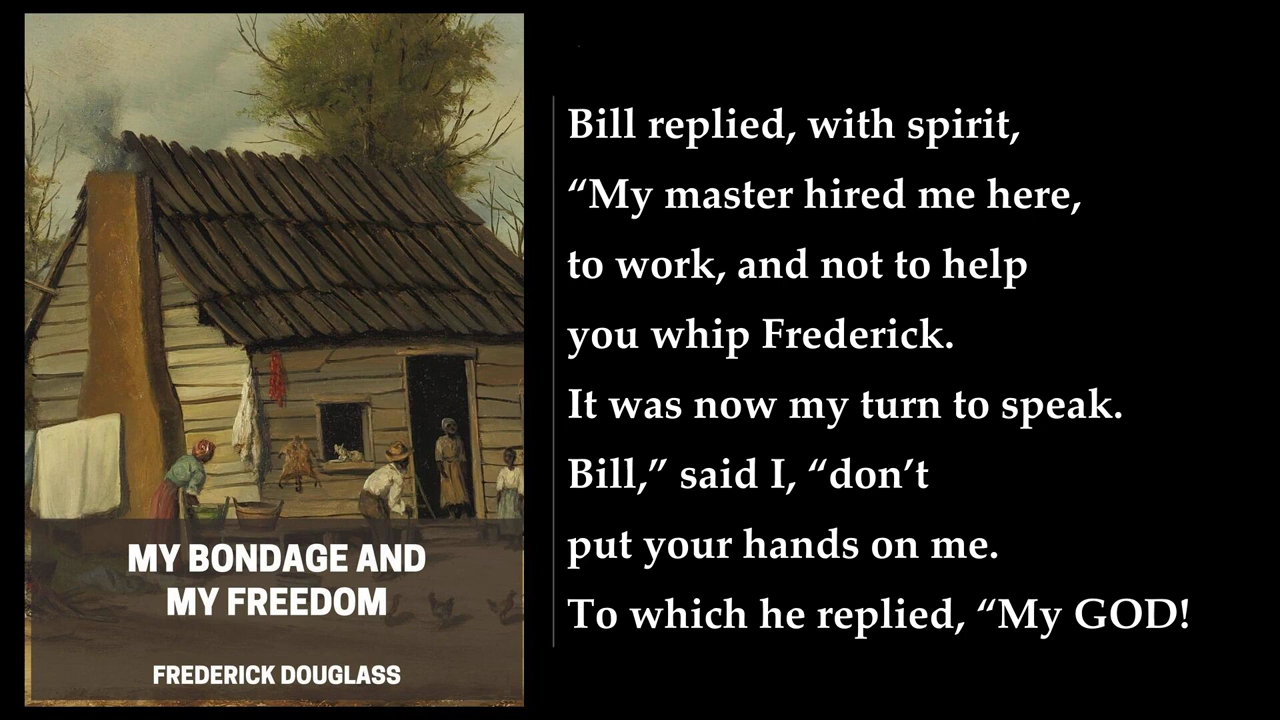 MY BONDAGE AND
MY FREEDOM
FREDERICK DOUGLASS
Bill replied, with spirit,
“My master hired me here,
to work, and not to help
you whip Frederick.
It was now my turn to speak.
Bill,” said I, “don’t
put your hands on me.
To which he replied, “My GOD!